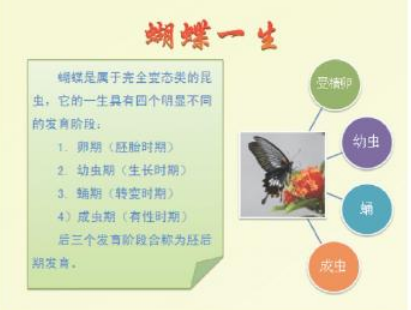 蝴蝶一生
蝴蝶是属于完全变态类的昆
虫，它的一生具有四个明显不同
的发育阶段：
1. 卵期（胚胎时期）
2. 幼虫期（生长时期）
3. 蛹期（转变时期）
4）成虫期（有性时期）
后三个发育阶段合称为胚后
期发育。
受精卵
幼虫
蛹
成虫